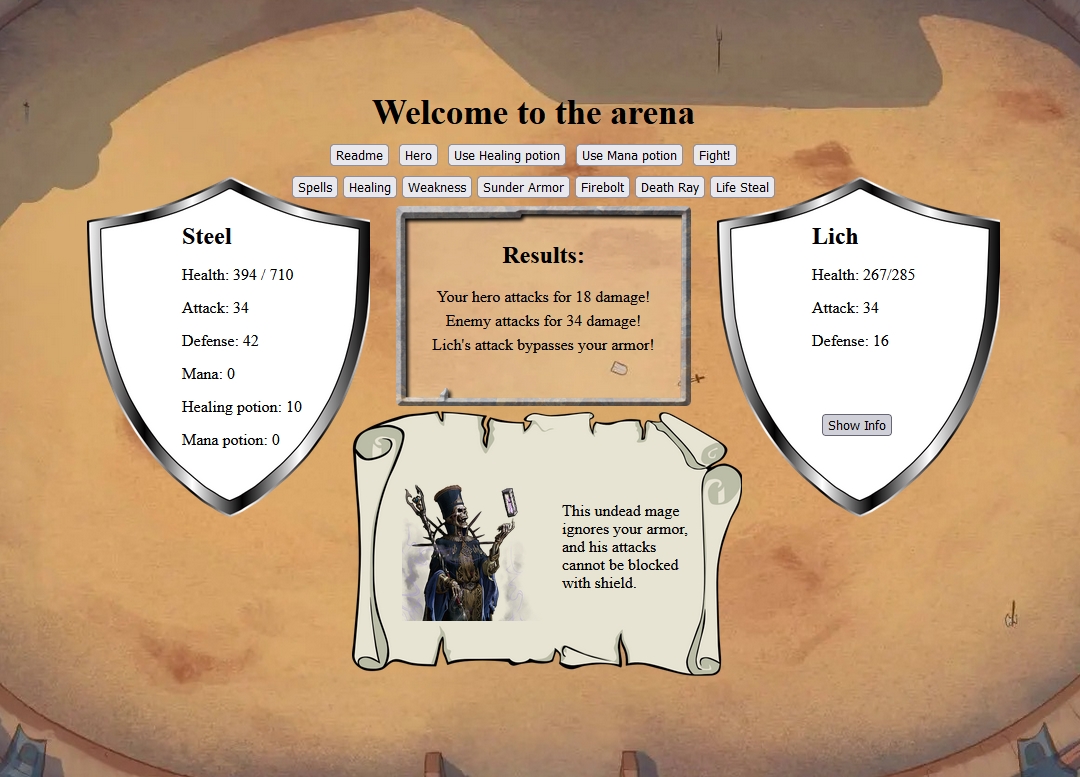 Welcome to the arena
Readme Hero Use Healing potion Use Mana potion Fight!
Spells Healing Weakness Sunder Armor Firebolt Death Ray Life Steal
Steel
Health: 394 / 710
Attack: 34
Defense: 42
Mana: 0
Healing potion: 10
Mana potion: 0
Results:
Your hero attacks for 18 damage!
Enemy attacks for 34 damage!
Lich's attack bypasses your armor!
Lich
Health: 267/285
Attack: 34
Defense: 16
Show Info
This undead mage
ignores your armor,
and his attacks
cannot be blocked
with shield.